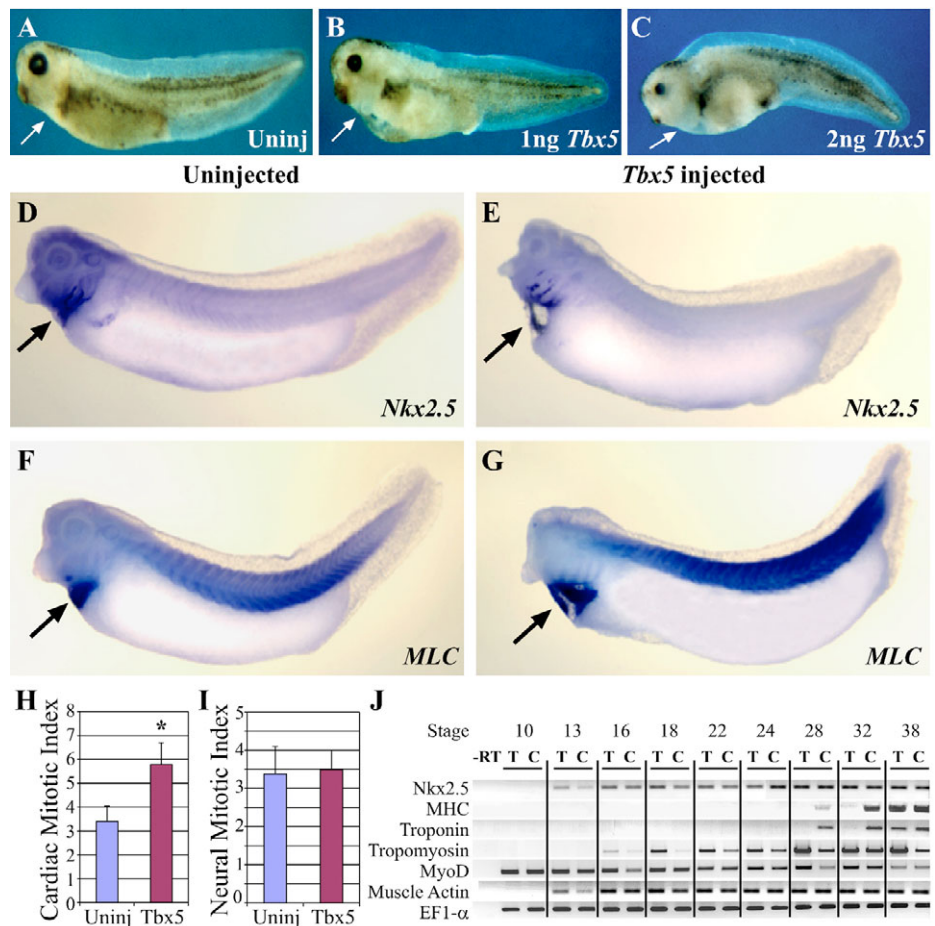 A
Uninj
B
1ng Tbx5
C
2ng Tbx5
Uninjected
Tbx5 injected
D
Nkx2.5
E
Nkx2.5
F
MLC
G
MLC
H
Cardiac Mitotic Index
8
7
6
5
4
3
2
1
0
*
Uninj Tbx5
I
Neural Mitotic Index
5
4
3
2
1
0
Uninj Tbx5
J
Stage 10 13 16 18 22 24 28 32 38
-RT T C T C T C T C T C T C T C T C T C
Nkx2.5
MHC
Troponin
Tropomyosin
MyoD
Muscle Actin
EF1-α